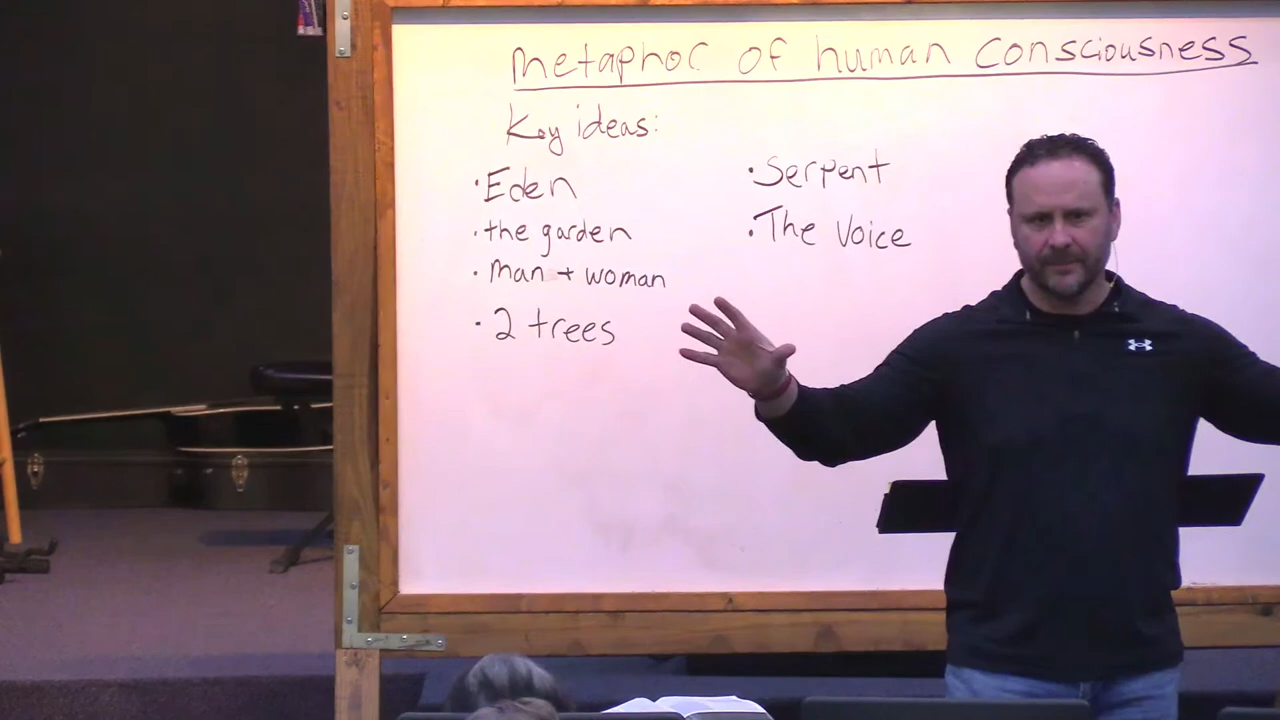 metaphor of human consciousness
Key ideas:
• Eden
• the garden
• man + woman
• 2 trees
• Serpent
• The Voice